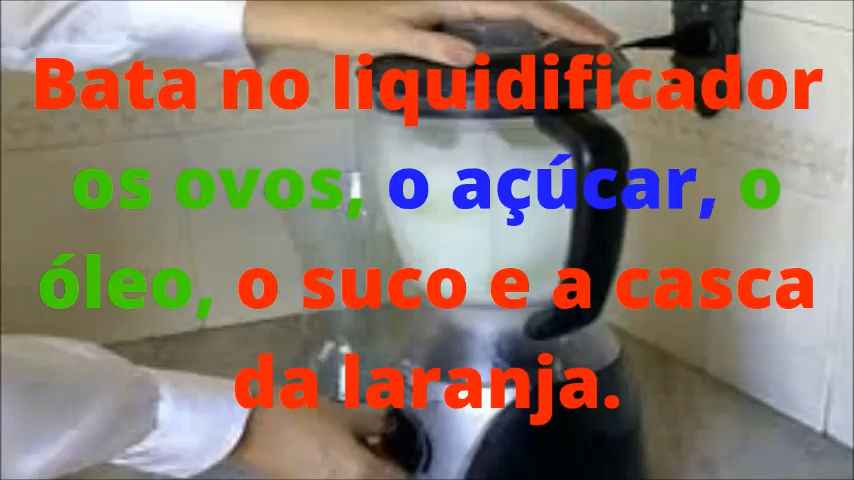 Bata no liquidificador
os ovos, o açúcar, o
óleo, o suco e a casca
da laranja.